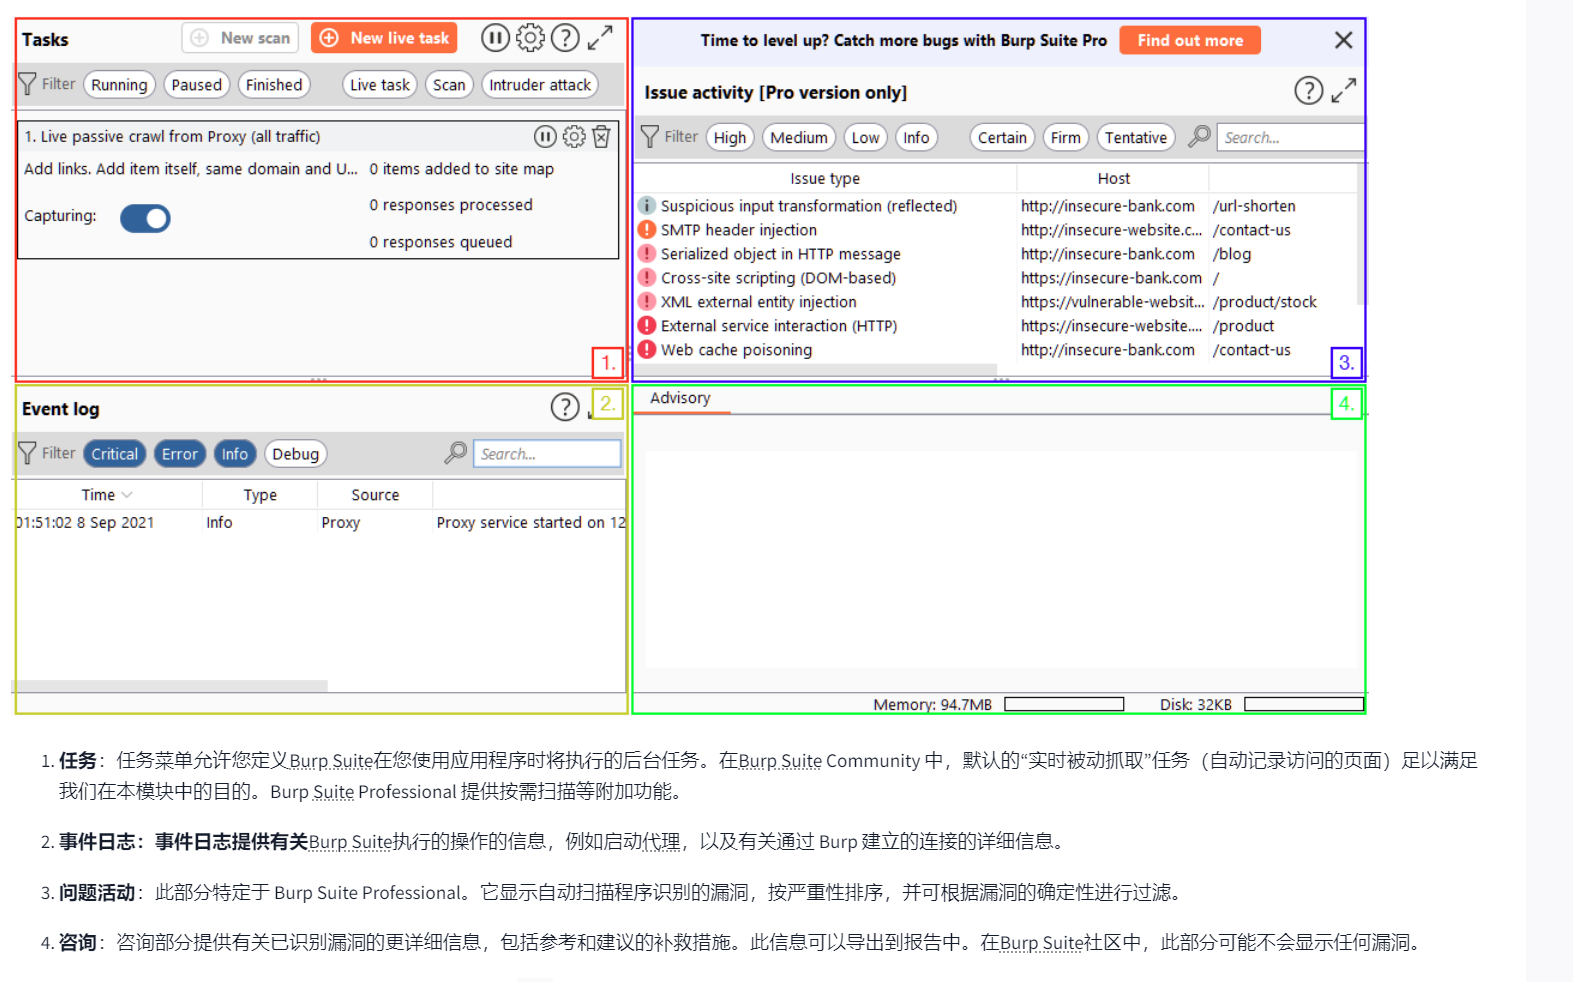 Tasks
New scan
New live task
Filter Running Paused Finished Live task Scan Intruder attack
1. Live passive crawl from Proxy (all traffic)
Add links. Add item itself, same domain and U... 0 items added to site map
0 responses processed
Capturing:
0 responses queued
1.
Time to level up? Catch more bugs with Burp Suite Pro Find out more
Issue activity [Pro version only]
Filter High Medium Low Info Certain Firm Tentative Search...
Issue type Host
Suspicious input transformation (reflected) http://insecure-bank.com /url-shorten
SMTP header injection http://insecure-website.c... /contact-us
Serialized object in HTTP message http://insecure-bank.com /blog
Cross-site scripting (DOM-based) https://insecure-bank.com /
XML external entity injection https://vulnerable-websit... /product/stock
External service interaction (HTTP) https://insecure-website.... /product
Web cache poisoning http://insecure-bank.com /contact-us
3.
Event log
2.
Filter Critical Error Info Debug Search...
Time Type Source
01:51:02 8 Sep 2021 Info Proxy Proxy service started on 12
Advisory
4.
Memory: 94.7MB Disk: 32KB
1. 任务：任务菜单允许您定义Burp Suite在您使用应用程序时将执行的后台任务。在Burp Suite Community 中，默认的“实时被动抓取”任务（自动记录访问的页面）足以满足
我们在本模块中的目的。Burp Suite Professional 提供按需扫描等附加功能。
2. 事件日志：事件日志提供有关Burp Suite执行的操作的信息，例如启动代理，以及有关通过 Burp 建立的连接的详细信息。
3. 问题活动：此部分特定于 Burp Suite Professional。它显示自动扫描程序识别的漏洞，按严重性排序，并可根据漏洞的确定性进行过滤。
4. 咨询：咨询部分提供有关已识别漏洞的更详细信息，包括参考和建议的补救措施。此信息可以导出到报告中。在Burp Suite社区中，此部分可能不会显示任何漏洞。